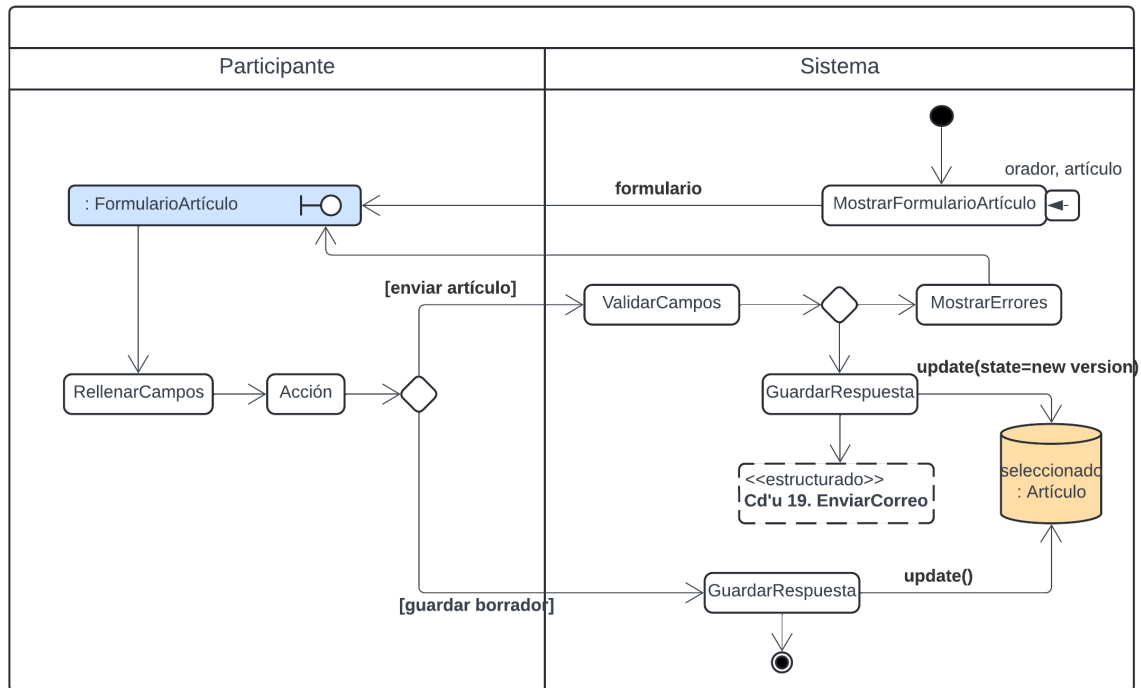 Participante
Sistema
orador, artículo
: FormularioArtículo
formulario
MostrarFormularioArtículo
[enviar artículo]
ValidarCampos
MostrarErrores
update(state=new version)
RellenarCampos
Acción
GuardarRespuesta
<<estructurado>>
Cd'u 19. EnviarCorreo
seleccionado
: Artículo
update()
GuardarRespuesta
[guardar borrador]